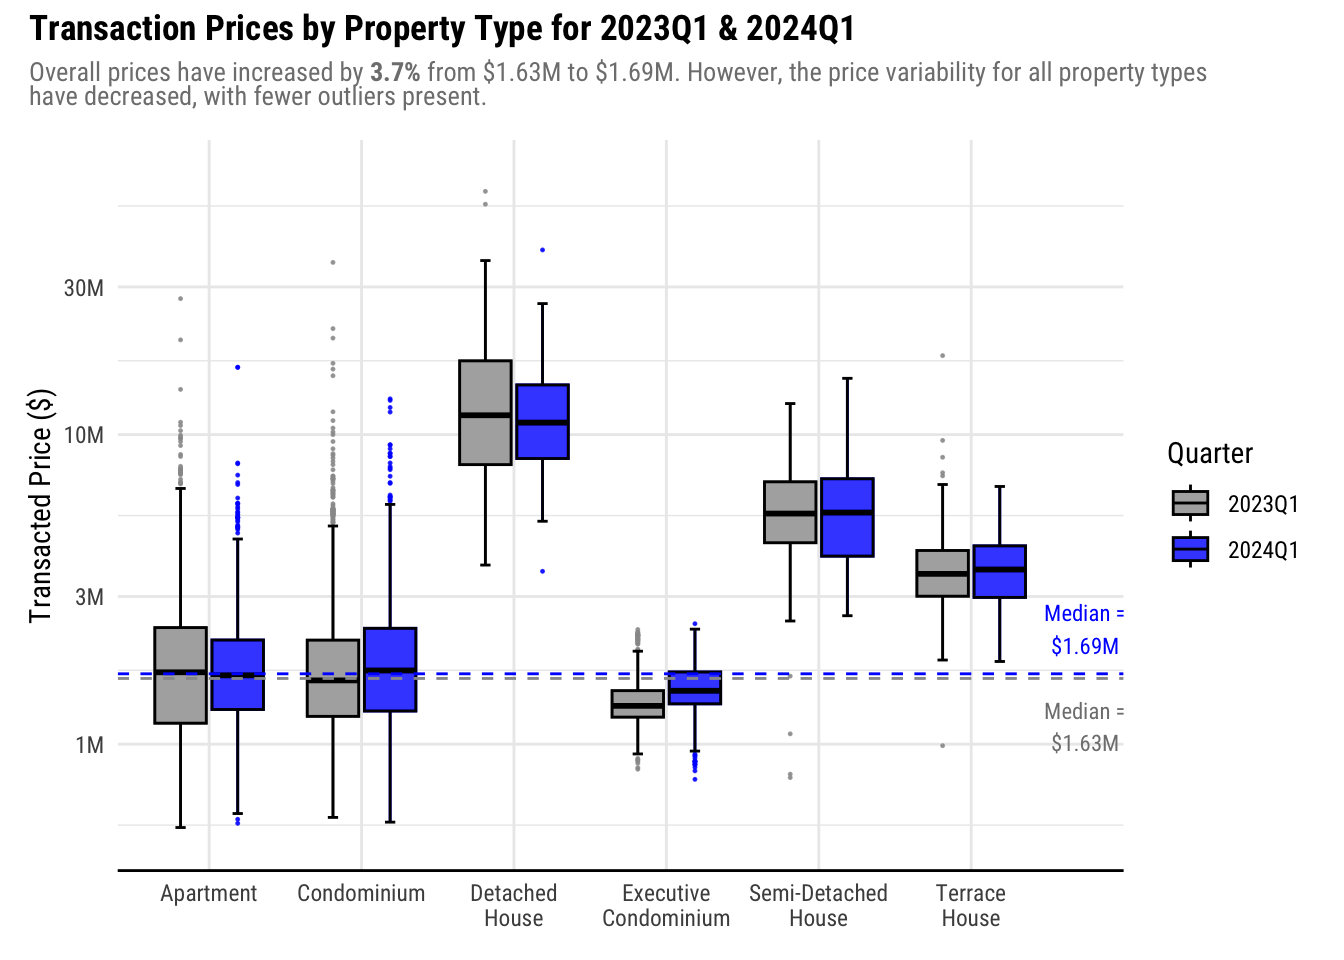 Transaction Prices by Property Type for 2023Q1 & 2024Q1
Overall prices have increased by 3.7% from $1.63M to $1.69M. However, the price variability for all property types
have decreased, with fewer outliers present.
Transacted Price ($)
30M
10M
3M
1M
Median =
$1.69M
Median =
$1.63M
Apartment
Condominium
Detached
House
Executive
Condominium
Semi-Detached
House
Terrace
House
Quarter
2023Q1
2024Q1